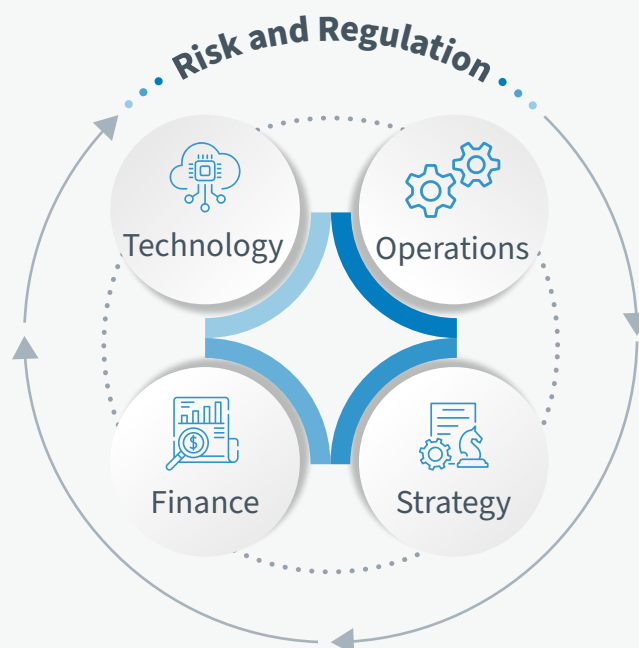 Risk and Regulation
Technology
Operations
$
Finance
Strategy